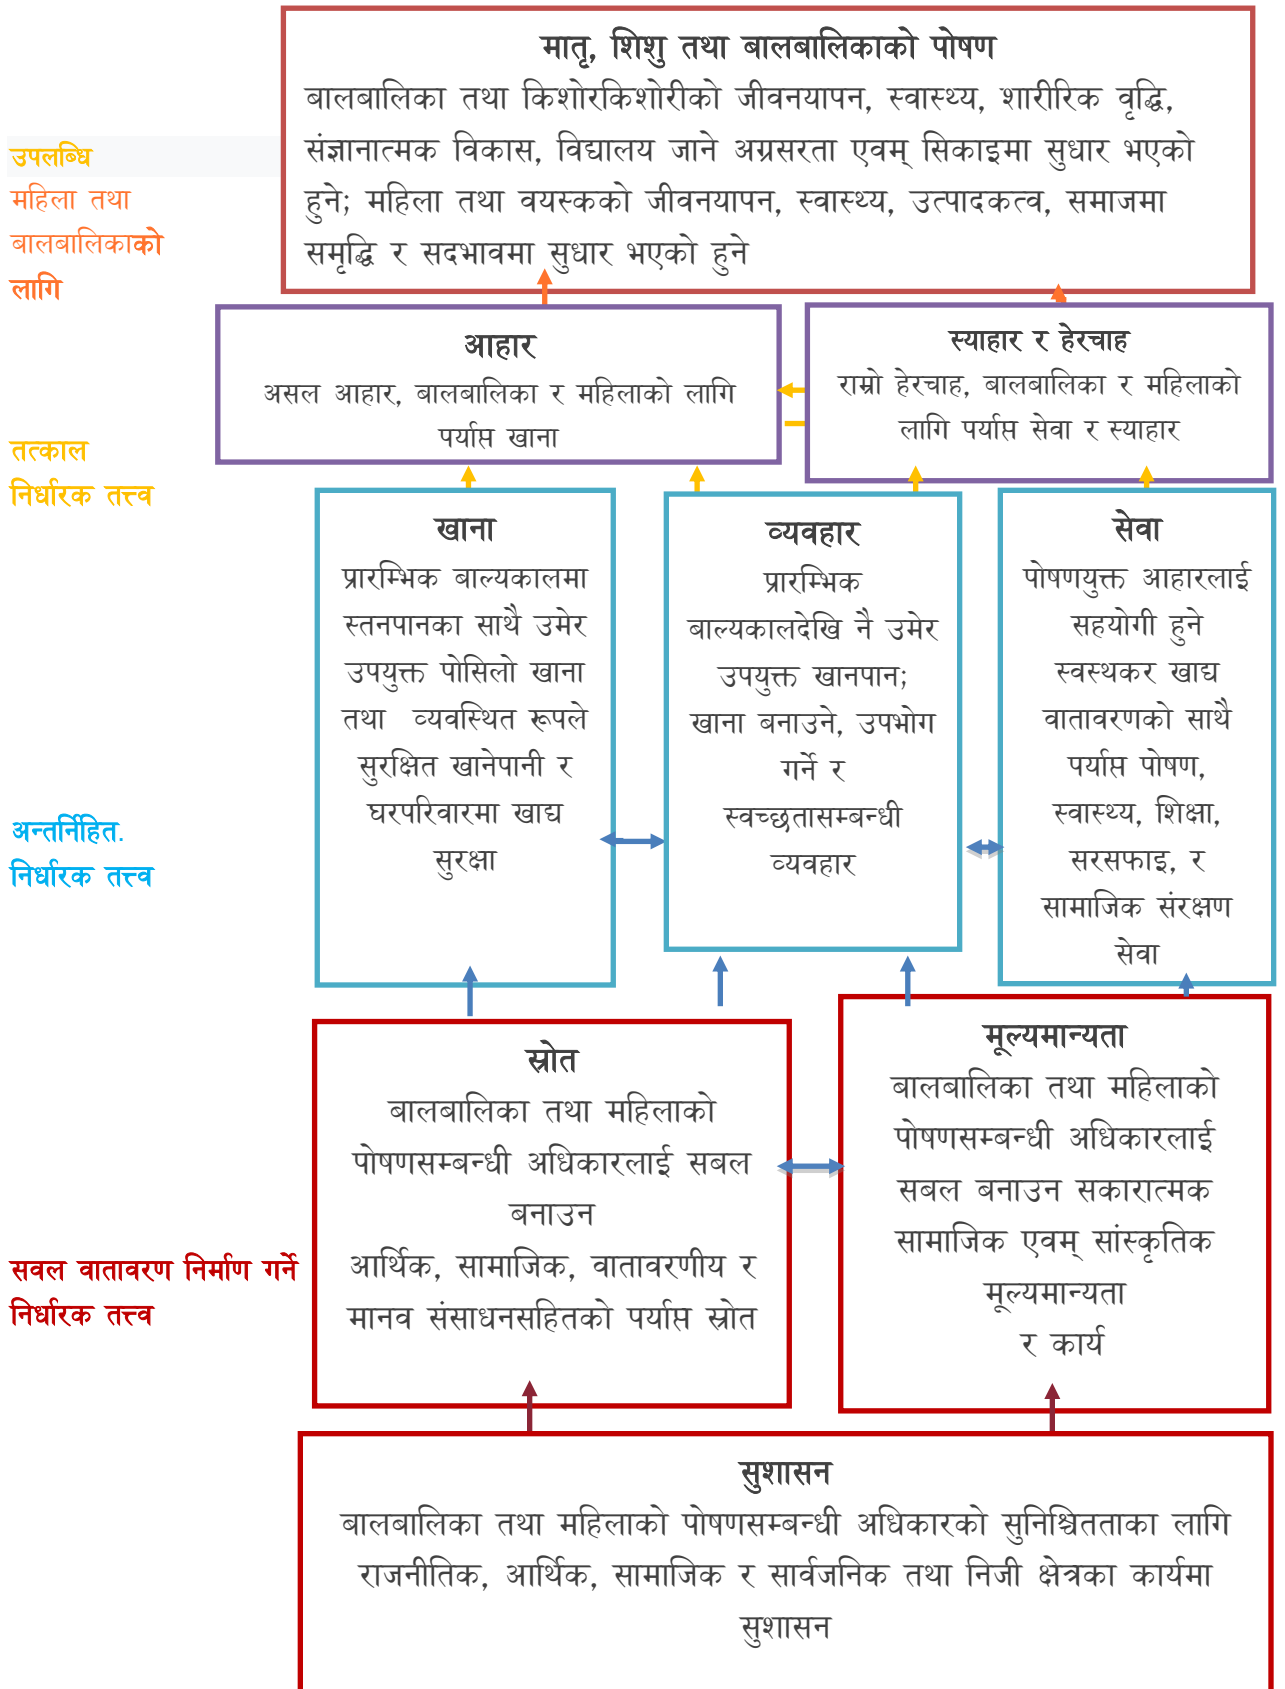 मातृ, शिशु तथा बालबालिकाको पोषण
बालबालिका तथा किशोरकिशोरीको जीवनयापन, स्वास्थ्य, शारीरिक वृद्धि,
संज्ञानात्मक विकास, विद्यालय जाने अग्रसरता एवम् सिकाइमा सुधार भएको
हुने; महिला तथा वयस्कको जीवनयापन, स्वास्थ्य, उत्पादकत्व, समाजमा
समृद्धि र सदभावमा सुधार भएको हुने
उपलब्धि
महिला तथा
बालबालिकाको
लागि
आहार
असल आहार, बालबालिका र महिलाको लागि
पर्याप्त खाना
स्याहार र हेरचाह
राम्रो हेरचाह, बालबालिका र महिलाको
लागि पर्याप्त सेवा र स्याहार
तत्काल
निर्धारक तत्त्व
खाना
प्रारम्भिक बाल्यकालमा
स्तनपानका साथै उमेर
उपयुक्त पोसिलो खाना
तथा व्यवस्थित रूपले
सुरक्षित खानेपानी र
घरपरिवारमा खाद्य
सुरक्षा
व्यवहार
प्रारम्भिक
बाल्यकालदेखि नै उमेर
उपयुक्त खानपान;
खाना बनाउने, उपभोग
गर्ने र
स्वच्छतासम्बन्धी
व्यवहार
सेवा
पोषणयुक्त आहारलाई
सहयोगी हुने
स्वस्थकर खाद्य
वातावरणको साथै
पर्याप्त पोषण,
स्वास्थ्य, शिक्षा,
सरसफाइ, र
सामाजिक संरक्षण
सेवा
अन्तर्निहित.
निर्धारक तत्त्व
स्रोत
बालबालिका तथा महिलाको
पोषणसम्बन्धी अधिकारलाई सबल
बनाउन
आर्थिक, सामाजिक, वातावरणीय र
मानव संसाधनसहितको पर्याप्त स्रोत
मूल्यमान्यता
बालबालिका तथा महिलाको
पोषणसम्बन्धी अधिकारलाई
सबल बनाउन सकारात्मक
सामाजिक एवम् सांस्कृतिक
मूल्यमान्यता
र कार्य
सवल वातावरण निर्माण गर्ने
निर्धारक तत्त्व
सुशासन
बालबालिका तथा महिलाको पोषणसम्बन्धी अधिकारको सुनिश्चितताका लागि
राजनीतिक, आर्थिक, सामाजिक र सार्वजनिक तथा निजी क्षेत्रका कार्यमा
सुशासन